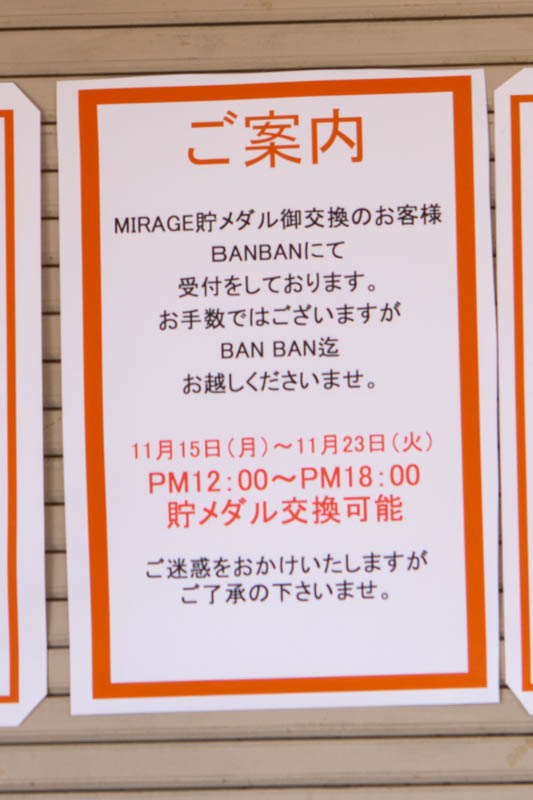 ご案内
MIRAGE貯メダル御交換のお客様
BANBANにて
受付をしております。
お手数ではございますが
BAN BAN迄
お越しくださいませ。
11月15日(月)～11月23日(火)
PM12:00～PM18:00
貯メダル交換可能
ご迷惑をおかけいたしますが
ご了承の下さいませ。